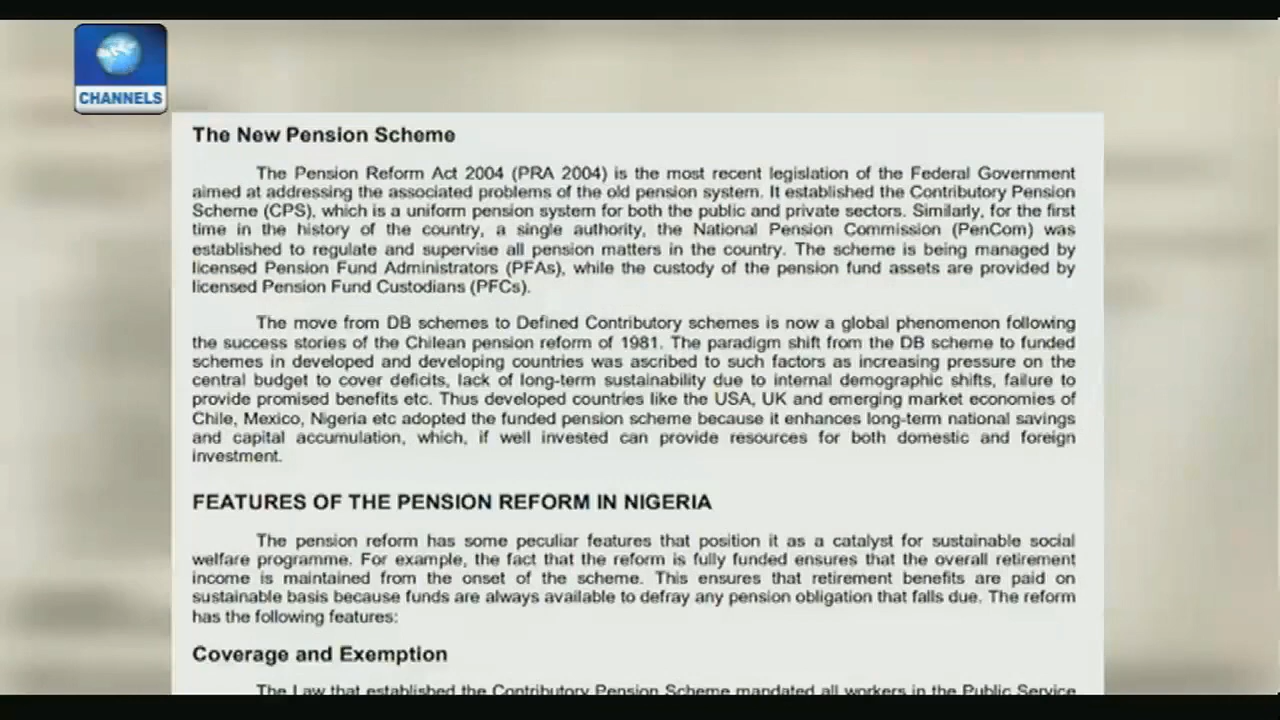 CHANNELS
The New Pension Scheme
The Pension Reform Act 2004 (PRA 2004) is the most recent legislation of the Federal Government
aimed at addressing the associated problems of the old pension system. It established the Contributory Pension
Scheme (CPS), which is a uniform pension system for both the public and private sectors. Similarly, for the first
time in the history of the country, a single authority, the National Pension Commission (PenCom) was
established to regulate and supervise all pension matters in the country. The scheme is being managed by
licensed Pension Fund Administrators (PFAs), while the custody of the pension fund assets are provided by
licensed Pension Fund Custodians (PFCs).
The move from DB schemes to Defined Contributory schemes is now a global phenomenon following
the success stories of the Chilean pension reform of 1981. The paradigm shift from the DB scheme to funded
schemes in developed and developing countries was ascribed to such factors as increasing pressure on the
central budget to cover deficits, lack of long-term sustainability due to internal demographic shifts, failure to
provide promised benefits etc. Thus developed countries like the USA, UK and emerging market economies of
Chile, Mexico, Nigeria etc adopted the funded pension scheme because it enhances long-term national savings
and capital accumulation, which, if well invested can provide resources for both domestic and foreign
investment.
FEATURES OF THE PENSION REFORM IN NIGERIA
The pension reform has some peculiar features that position it as a catalyst for sustainable social
welfare programme. For example, the fact that the reform is fully funded ensures that the overall retirement
income is maintained from the onset of the scheme. This ensures that retirement benefits are paid on
sustainable basis because funds are always available to defray any pension obligation that falls due. The reform
has the following features:
Coverage and Exemption
The Law that established the Contributory Pension Scheme mandated all workers in the Public Service